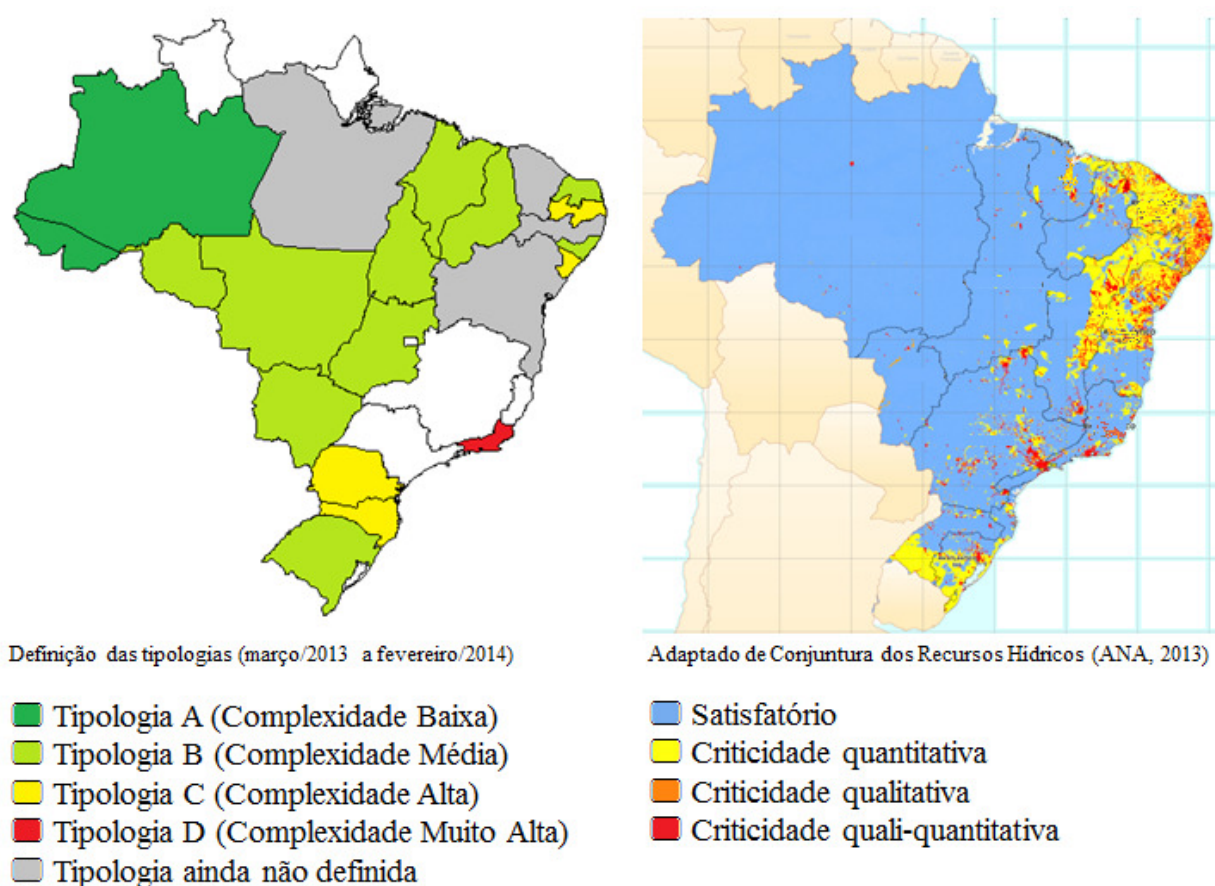 Definição das tipologias (março/2013 a fevereiro/2014)
Tipologia A (Complexidade Baixa)
Tipologia B (Complexidade Média)
Tipologia C (Complexidade Alta)
Tipologia D (Complexidade Muito Alta)
Tipologia ainda não definida
Adaptado de Conjuntura dos Recursos Hídricos (ANA, 2013)
Satisfatório
Criticidade quantitativa
Criticidade qualitativa
Criticidade quali-quantitativa